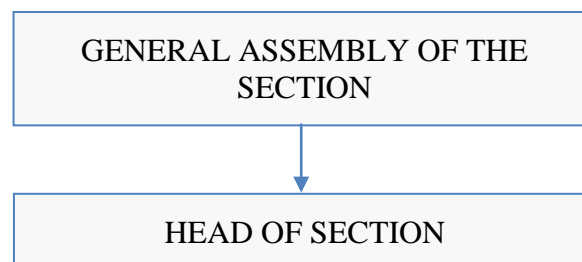 GENERAL ASSEMBLY OF THE
SECTION
HEAD OF SECTION